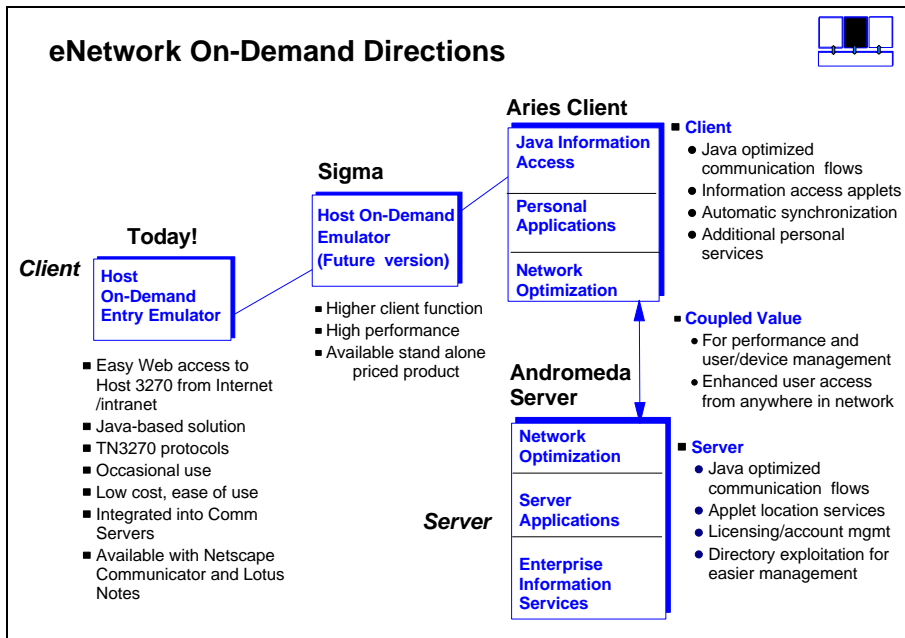 eNetwork On-Demand Directions
Today!
Client
Host
On-Demand
Entry Emulator
Easy Web access to
Host 3270 from Internet
/intranet
Java-based solution
TN3270 protocols
Occasional use
Low cost, ease of use
Integrated into Comm
Servers
Available with Netscape
Communicator and Lotus
Notes
Sigma
Host On-Demand
Emulator
(Future version)
Higher client function
High performance
Available stand alone
priced product
Aries Client
Java Information
Access
Personal
Applications
Network
Optimization
Client
Java optimized
communication flows
Information access applets
Automatic synchronization
Additional personal
services
Coupled Value
For performance and
user/device management
Enhanced user access
from anywhere in network
Andromeda
Server
Server
Network
Optimization
Server
Applications
Enterprise
Information
Services
Server
Java optimized
communication flows
Applet location services
Licensing/account mgmt
Directory exploitation for
easier management